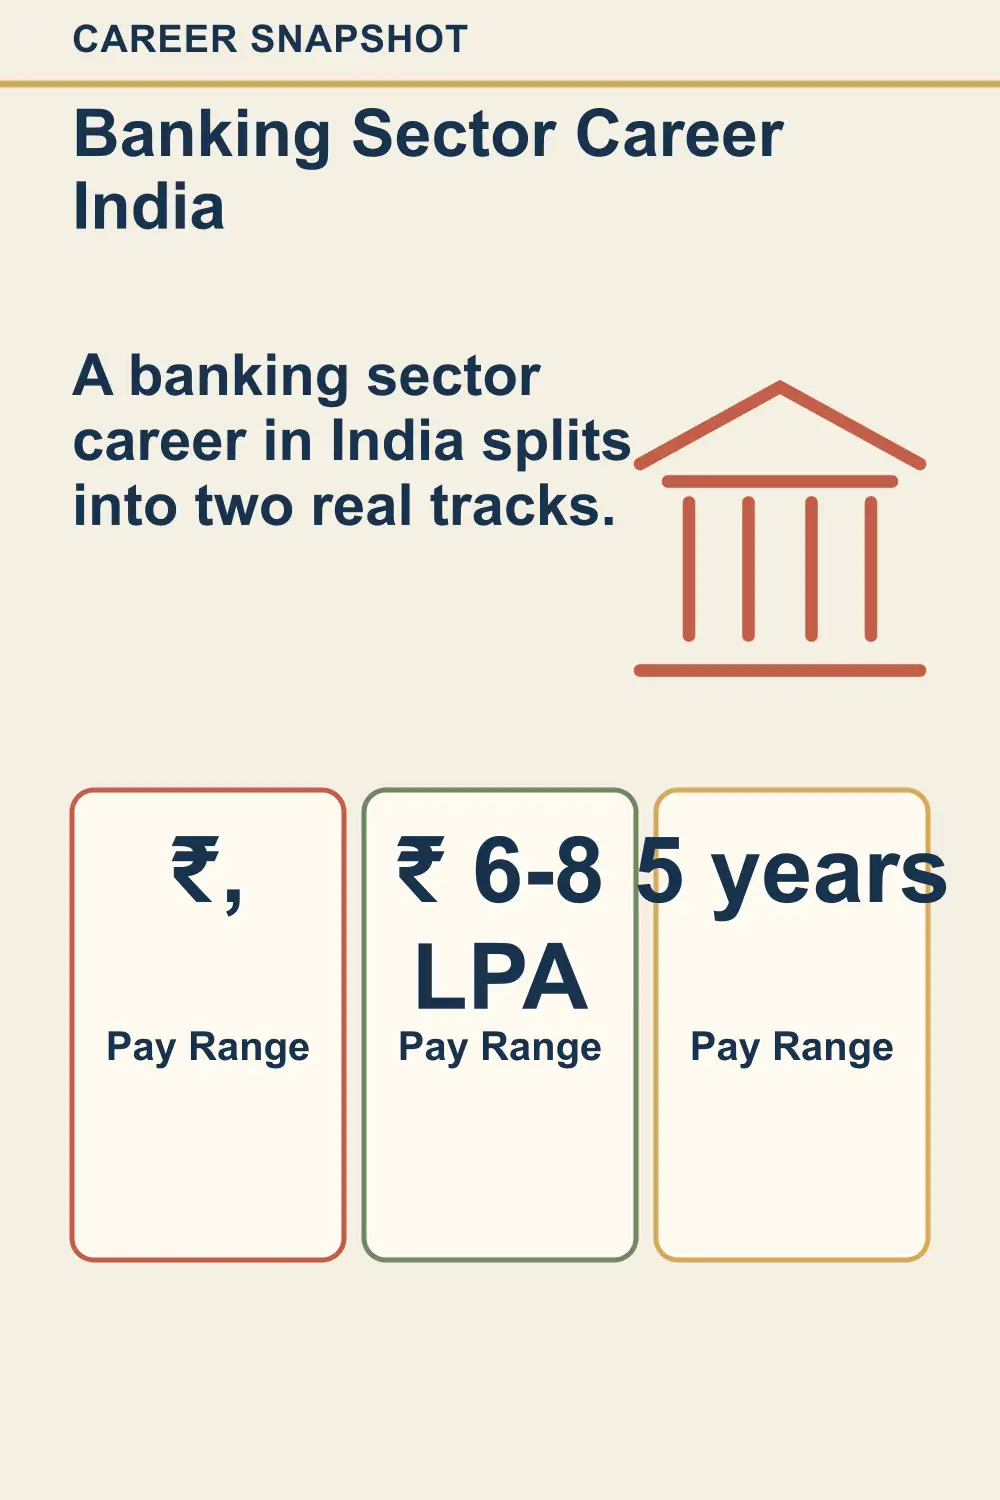 CAREER SNAPSHOT
Banking Sector Career
India
A banking sector
career in India splits
into two real tracks.
₹,
Pay Range
₹ 6-8
LPA
Pay Range
5 years
Pay Range